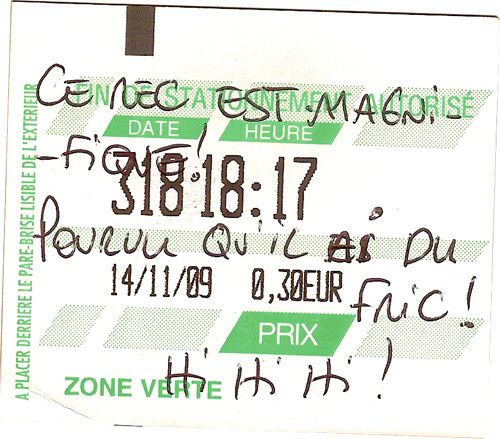 FIN DE STATIONNEMENT AUTORISÉ
CE MEC EST MAGNI-
DATE HEURE
-FIQUE!
318 18:17
POURVU QU'IL Ai DU
14/11/09 0,30EUR
FRIC!
PRIX
Hi Hi Hi!
ZONE VERTE
A PLACER DERRIERE LE PARE-BRISE LISIBLE DE L'EXTERIEUR